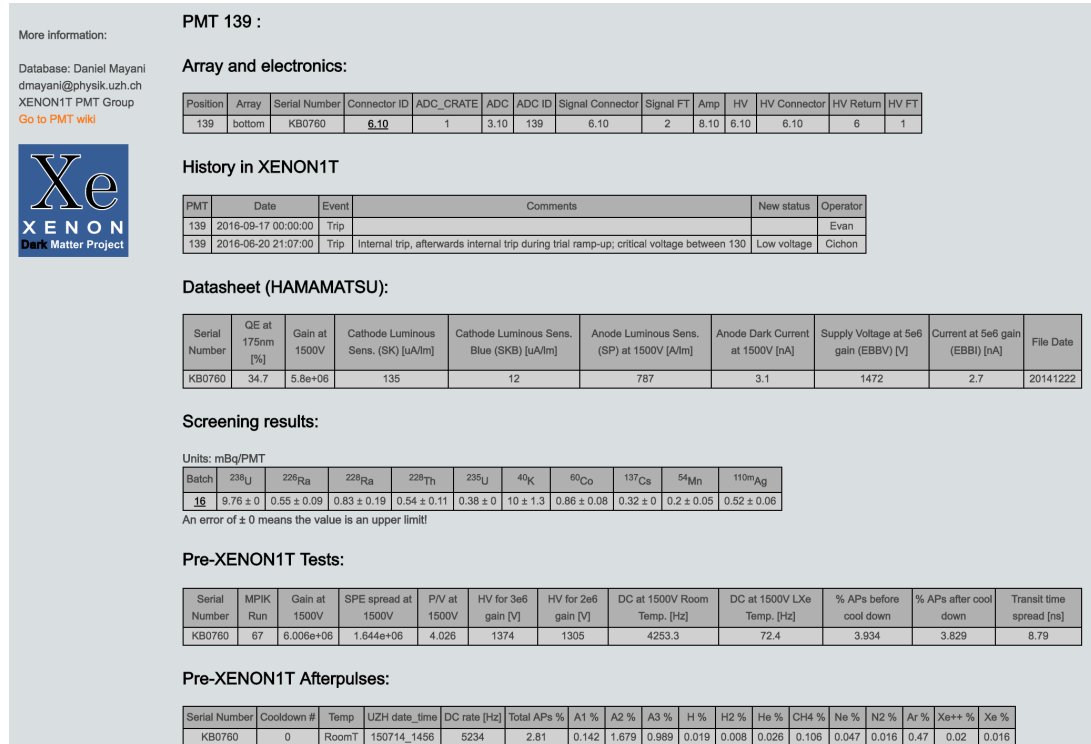 More information:
Database: Daniel Mayani
dmayani@physik.uzh.ch
XENON1T PMT Group
Go to PMT wiki
Xe
XENON
Dark Matter Project
PMT 139 :
Array and electronics:
Position Array Serial Number Connector ID ADC_CRATE ADC ADC ID Signal Connector Signal FT Amp HV HV Connector HV Return HV FT
139 bottom KB0760 6.10 1 3.10 139 6.10 2 8.10 6.10 6.10 6 1
History in XENON1T
PMT Date Event Comments New status Operator
139 2016-09-17 00:00:00 Trip Evan
139 2016-06-20 21:07:00 Trip Internal trip, afterwards internal trip during trial ramp-up; critical voltage between 130 Low voltage Cichon
Datasheet (HAMAMATSU):
Serial Number QE at 175nm [%] Gain at 1500V Cathode Luminous Sens. (SK) [uA/lm] Cathode Luminous Sens. Blue (SKB) [uA/lm] Anode Luminous Sens. (SP) at 1500V [A/lm] Anode Dark Current at 1500V [nA] Supply Voltage at 5e6 gain (EBBV) [V] Current at 5e6 gain (EBBI) [nA] File Date
KB0760 34.7 5.8e+06 135 12 787 3.1 1472 2.7 20141222
Screening results:
Units: mBq/PMT
Batch 238U 226Ra 228Ra 228Th 235U 40K 60Co 137Cs 54Mn 110mAg
16 9.76 ± 0 0.55 ± 0.09 0.83 ± 0.19 0.54 ± 0.11 0.38 ± 0 10 ± 1.3 0.86 ± 0.08 0.32 ± 0 0.2 ± 0.05 0.52 ± 0.06
An error of ± 0 means the value is an upper limit!
Pre-XENON1T Tests:
Serial Number MPIK Run Gain at 1500V SPE spread at 1500V P/V at 1500V HV for 3e6 gain [V] HV for 2e6 gain [V] DC at 1500V Room Temp. [Hz] DC at 1500V LXe Temp. [Hz] % APs before cool down % APs after cool down Transit time spread [ns]
KB0760 67 6.006e+06 1.644e+06 4.026 1374 1305 4253.3 72.4 3.934 3.829 8.79
Pre-XENON1T Afterpulses:
Serial Number Cooldown # Temp UZH date_time DC rate [Hz] Total APs % A1 % A2 % A3 % H % H2 % He % CH4 % Ne % N2 % Ar % Xe++ % Xe %
KB0760 0 RoomT 150714_1456 5234 2.81 0.142 1.679 0.989 0.019 0.008 0.026 0.106 0.047 0.016 0.47 0.02 0.016